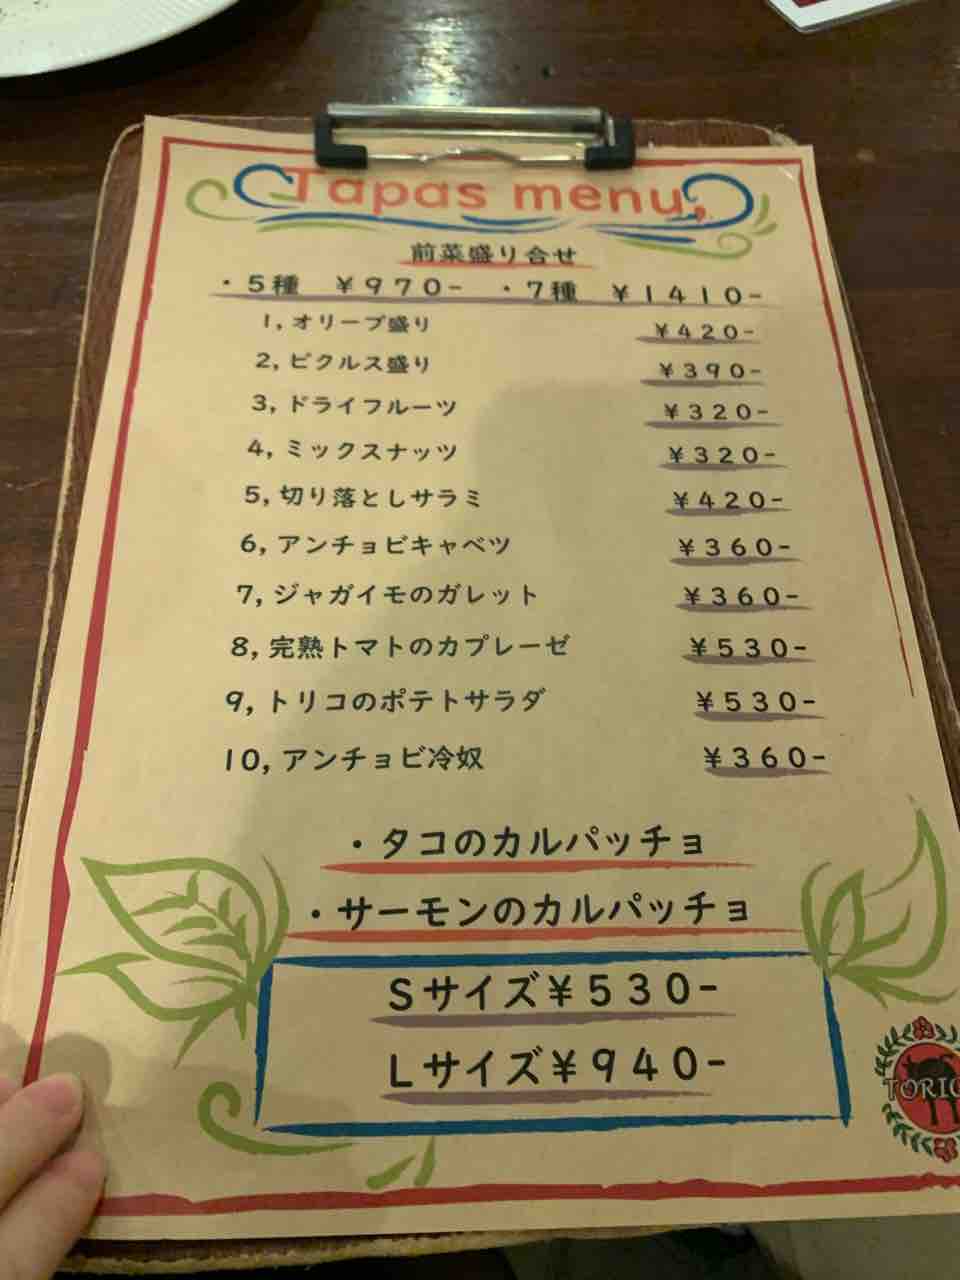 Tapas menu,
前菜盛り合せ
・5種 ¥970- ・7種 ¥1410-
1, オリーブ盛り ¥420-
2, ピクルス盛り ¥390-
3, ドライフルーツ ¥320-
4, ミックスナッツ ¥320-
5, 切り落としサラミ ¥420-
6, アンチョビキャベツ ¥360-
7, ジャガイモのガレット ¥360-
8, 完熟トマトのカプレーゼ ¥530-
9, トリコのポテトサラダ ¥530-
10, アンチョビ冷奴 ¥360-
・タコのカルパッチョ
・サーモンのカルパッチョ
Sサイズ¥530-
Lサイズ¥940-